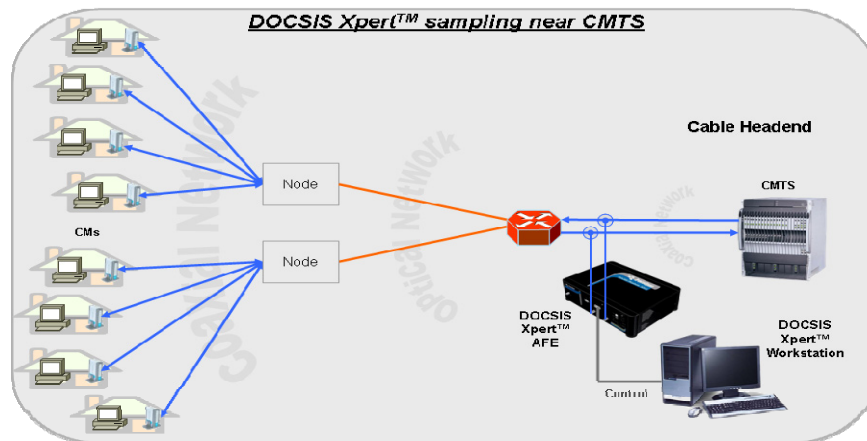 DOCSIS Xpert™ sampling near CMTS
Cable Headend
CMTS
Node
CMs
Node
Coaxial Network
Optical Network
Coaxial Network
DOCSIS
Xpert™
AFE
DOCSIS
Xpert™
Workstation
Control